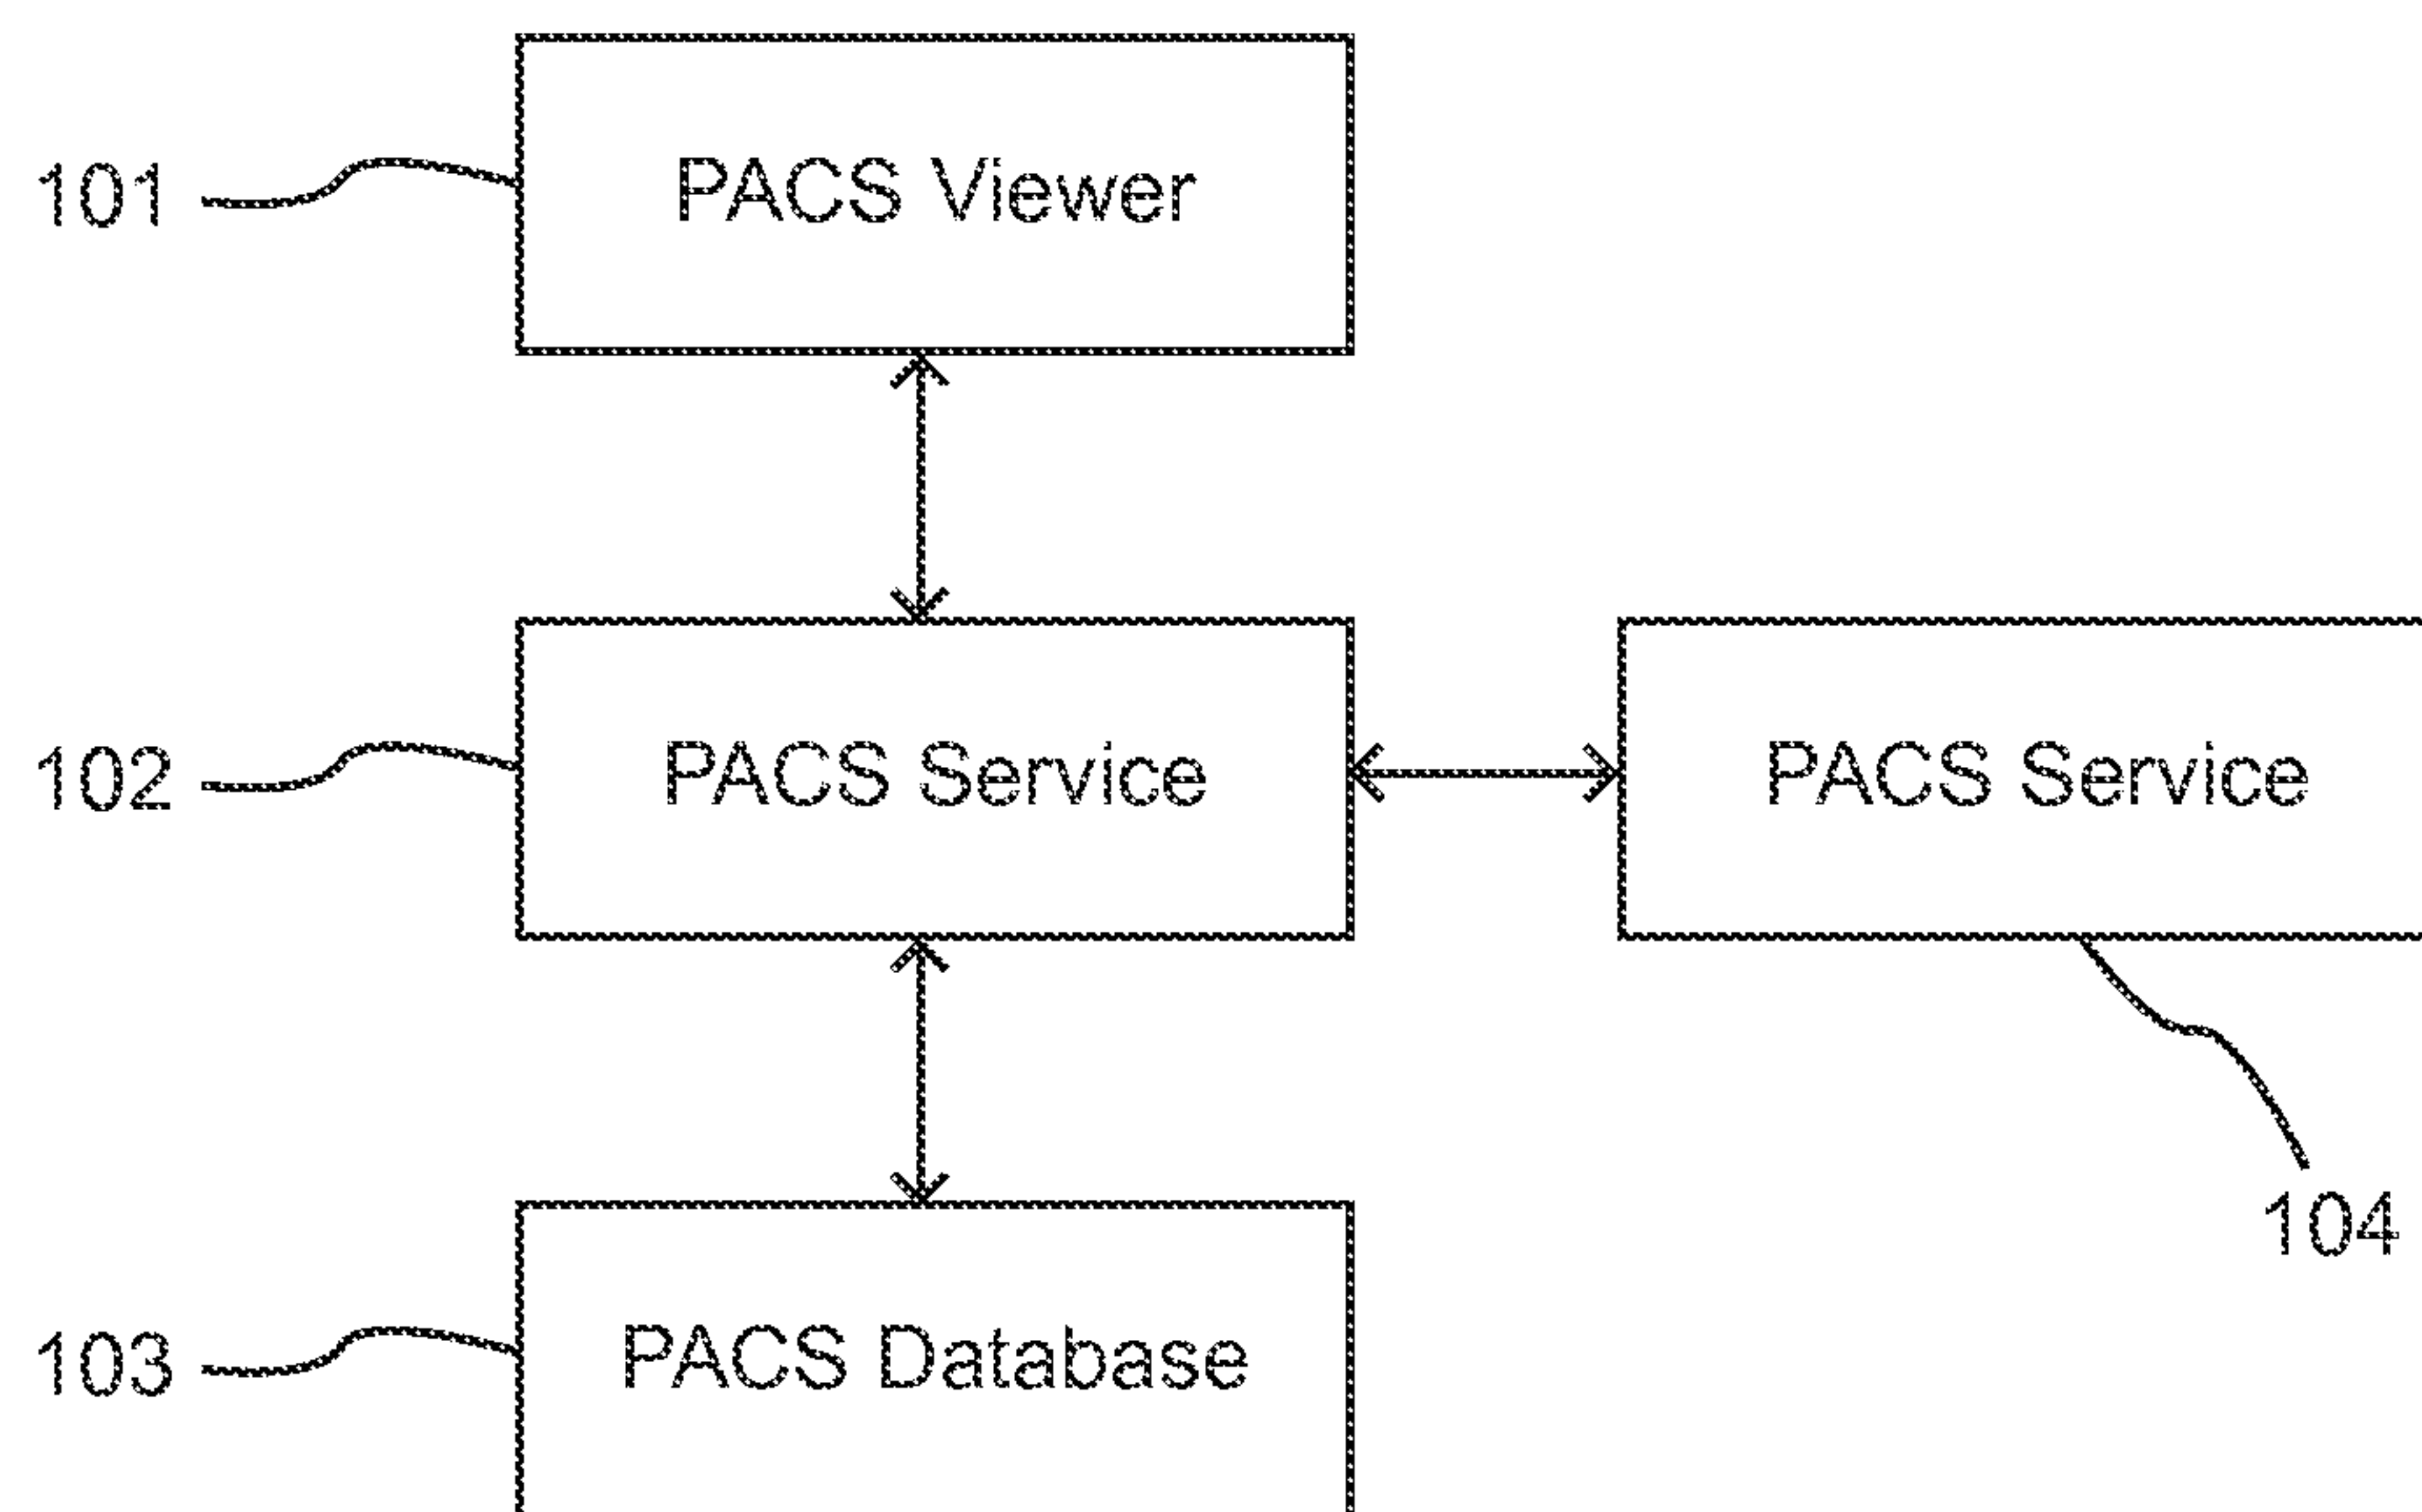 101
PACS Viewer
102
PACS Service
PACS Service
104
103
PACS Database